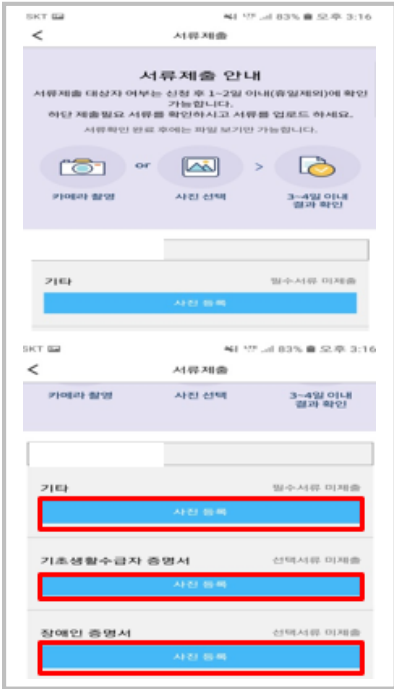 SKT 83% 오후 3:16
서류제출
서류제출 안내
서류제출 대상자 여부는 신청 후 1~2일 이내(휴일제외)에 확인
가능합니다.
하단 제출필요 서류를 확인하시고 서류를 업로드 하세요.
서류확인 완료 후에는 파일 보기만 가능합니다.
or >
카메라 촬영 사진 선택 3~4일 이내
결과 확인
기타 필수서류 미제출
사진 등록
SKT 83% 오후 3:16
서류제출
카메라 촬영 사진 선택 3~4일 이내
결과 확인
기타 필수서류 미제출
사진 등록
기초생활수급자 증명서 선택서류 미제출
사진 등록
장애인 증명서 선택서류 미제출
사진 등록